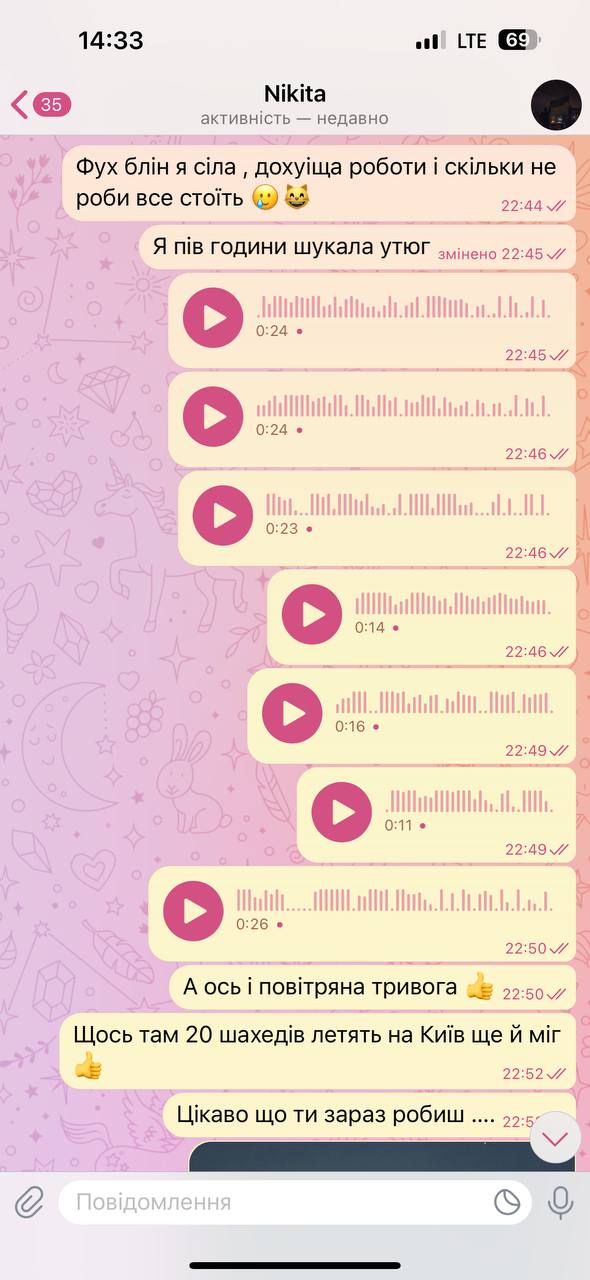 14:33
LTE
69
35
Nikita
активність — недавно
Фух блін я сіла , дохуіща роботи і скільки не
роби все стоїть 🥲 😸
22:44
Я пів години шукала утюг
змінено 22:45
0:24
22:45
0:24
22:46
0:23
22:46
0:14
22:46
0:16
22:49
0:11
22:49
0:26
22:50
А ось і повітряна тривога 👍
22:50
Щось там 20 шахедів летять на Київ ще й міг
👍
22:52
Цікаво що ти зараз робиш ....
Повідомлення